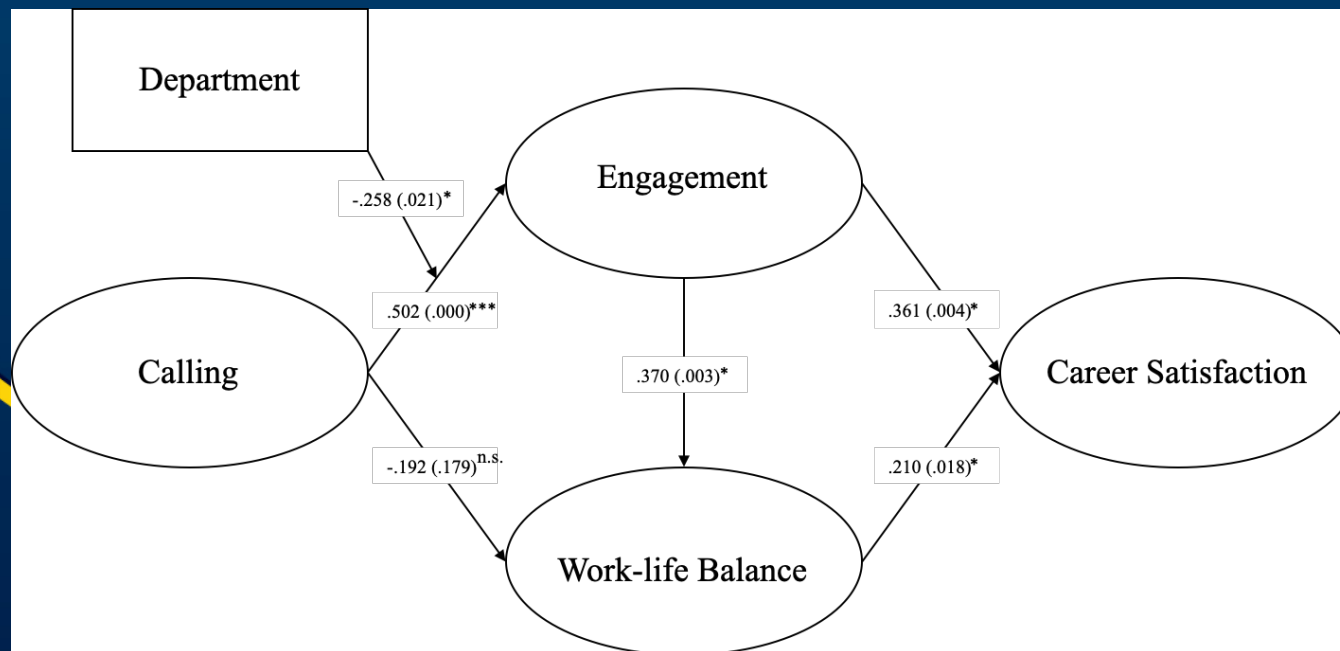 Department
Engagement
-.258 (.021)*
.502 (.000)***
.361 (.004)*
Calling
.370 (.003)*
Career Satisfaction
-.192 (.179)n.s.
.210 (.018)*
Work-life Balance